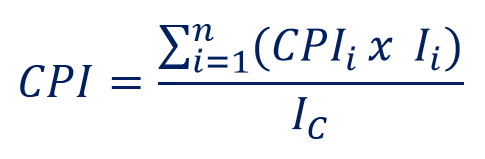 CPI = ∑ⁿᵢ₌₁(CPIᵢ x Iᵢ) / I_C